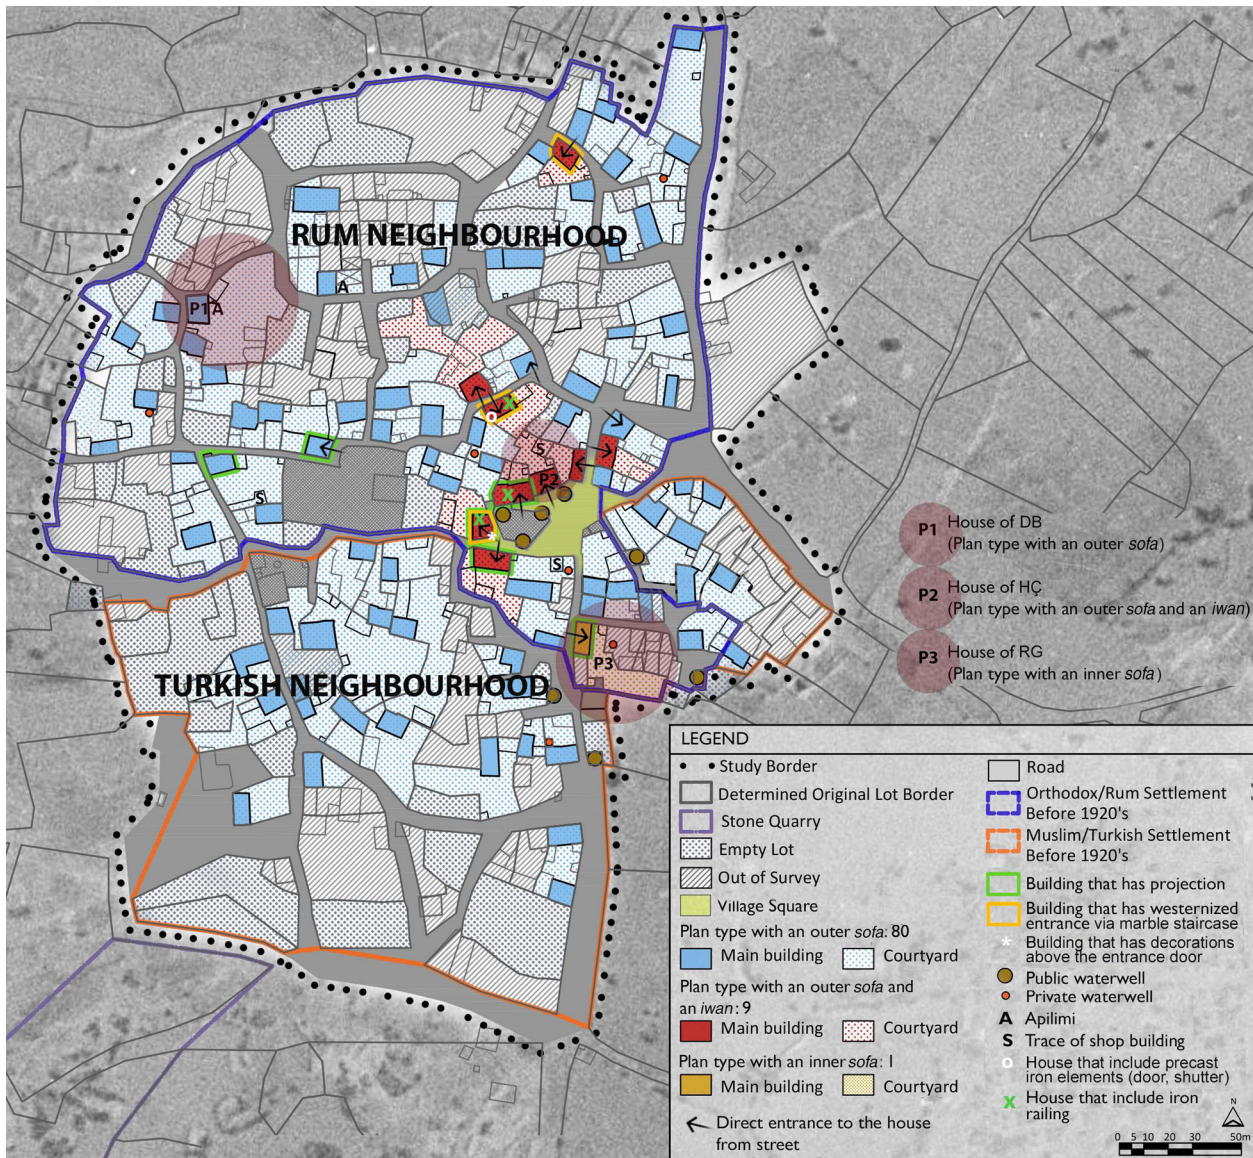 RUM NEIGHBOURHOOD
A
P1 A
S
P2
X
O
X
S
X
*
S
P3
TURKISH NEIGHBOURHOOD
P1 House of DB
(Plan type with an outer sofa)
P2 House of HÇ
(Plan type with an outer sofa and an iwan)
P3 House of RG
(Plan type with an inner sofa)
LEGEND
Study Border
Determined Original Lot Border
Stone Quarry
Empty Lot
Out of Survey
Village Square
Plan type with an outer sofa: 80
Main building Courtyard
Plan type with an outer sofa and
an iwan: 9
Main building Courtyard
Plan type with an inner sofa: I
Main building Courtyard
Direct entrance to the house
from street
Road
Orthodox/Rum Settlement
Before 1920's
Muslim/Turkish Settlement
Before 1920's
Building that has projection
Building that has westernized
entrance via marble staircase
* Building that has decorations
above the entrance door
Public waterwell
Private waterwell
A Apilimi
S Trace of shop building
O House that include precast
iron elements (door, shutter)
X House that include iron
railing
N
0 5 10 20 30 50m